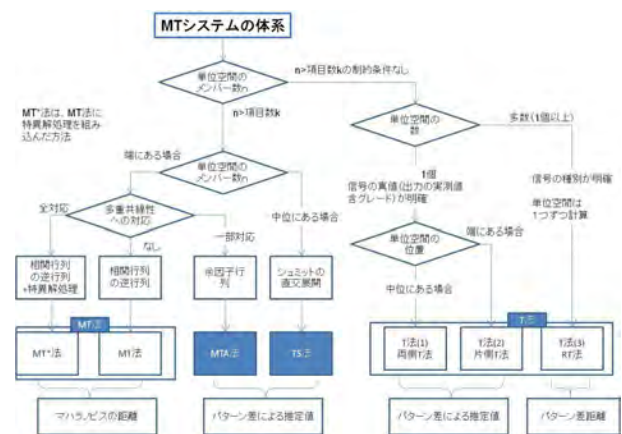 MTシステムの体系
単位空間の
メンバー数n
n>項目数kの制約条件なし
MT*法は、MT法に
特異解処理を組み
込んだ方法
n>項目数k
単位空間の
数
多数(1個以上)
端にある場合
単位空間の
メンバー数n
1個
信号の真値(出力の実測値
含グレード)が明確
信号の種別が明確
単位空間は
1つずつ計算
全対応
多重共線性
への対応
なし
一部対応
中位にある場合
単位空間の
位置
端にある場合
中位にある場合
相関行列
の逆行列
+特異解処理
相関行列
の逆行列
余因子行
列
シュミットの
直交展開
MT法
MT*法
MT法
MTA法
TS法
T法
T法(1)
両側T法
T法(2)
片側T法
T法(3)
RT法
マハラノビスの距離
パターン差による推定値
パターン差による推定値
パターン差距離